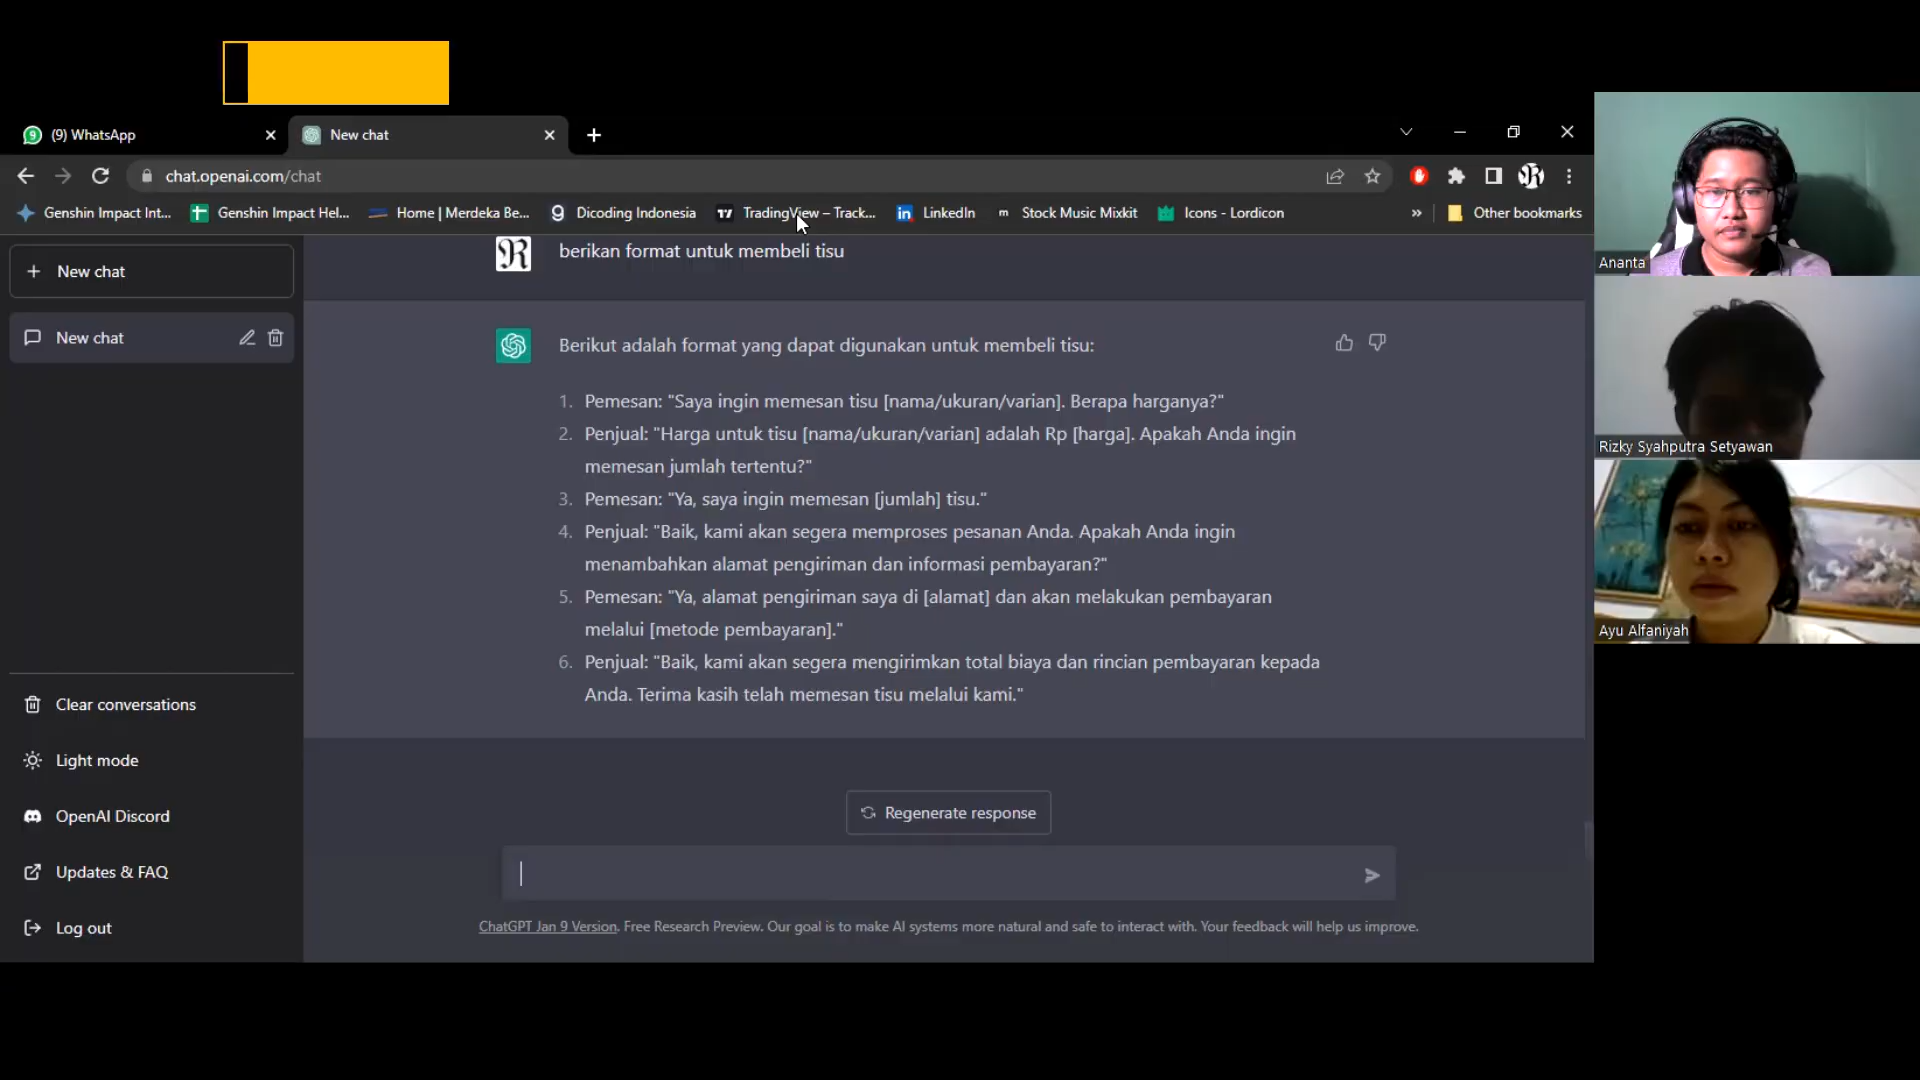 (9) WhatsApp
New chat
chat.openai.com/chat
Genshin Impact Int...
Genshin Impact Hel...
Home | Merdeka Be...
Dicoding Indonesia
TradingView – Track...
LinkedIn
Stock Music Mixkit
Icons - Lordicon
»
Other bookmarks
New chat
New chat
Clear conversations
Light mode
OpenAI Discord
Updates & FAQ
Log out
berikan format untuk membeli tisu
Berikut adalah format yang dapat digunakan untuk membeli tisu:
1. Pemesan: "Saya ingin memesan tisu [nama/ukuran/varian]. Berapa harganya?"
2. Penjual: "Harga untuk tisu [nama/ukuran/varian] adalah Rp [harga]. Apakah Anda ingin
memesan jumlah tertentu?"
3. Pemesan: "Ya, saya ingin memesan [jumlah] tisu."
4. Penjual: "Baik, kami akan segera memproses pesanan Anda. Apakah Anda ingin
menambahkan alamat pengiriman dan informasi pembayaran?"
5. Pemesan: "Ya, alamat pengiriman saya di [alamat] dan akan melakukan pembayaran
melalui [metode pembayaran]."
6. Penjual: "Baik, kami akan segera mengirimkan total biaya dan rincian pembayaran kepada
Anda. Terima kasih telah memesan tisu melalui kami."
Regenerate response
ChatGPT Jan 9 Version. Free Research Preview. Our goal is to make AI systems more natural and safe to interact with. Your feedback will help us improve.
Ananta
Rizky Syahputra Setyawan
Ayu Alfaniyah